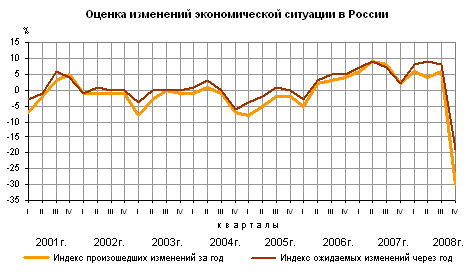 Оценка изменений экономической ситуации в России
%
15
10
5
0
-5
-10
-15
-20
-25
-30
-35
I II III IV I II III IV I II III IV I II III IV I II III IV I II III IV I II III IV I II III IV
к в а р т а л ы
2001г. 2002г. 2003г. 2004г. 2005г. 2006г. 2007г. 2008г.
Индекс произошедших изменений за год Индекс ожидаемых изменений через год